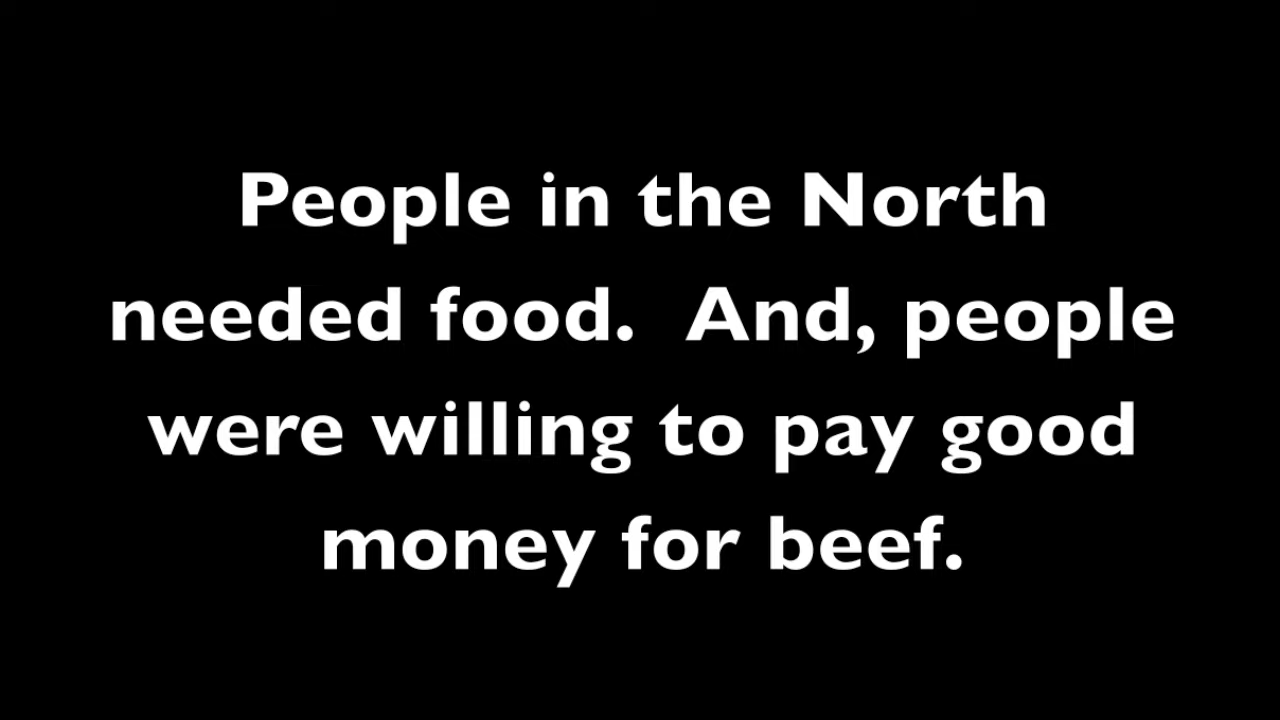 People in the North
needed food.  And, people
were willing to pay good
money for beef.